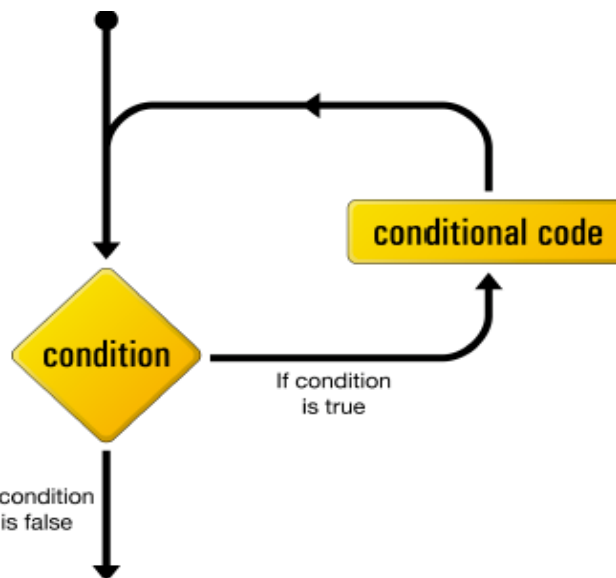 conditional code
condition
If condition
is true
condition
is false